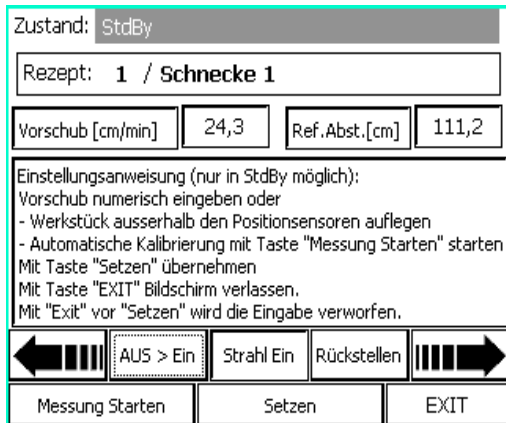 Zustand: StdBy
Rezept: 1 / Schnecke 1
Vorschub [cm/min] 24,3 Ref.Abst.[cm] 111,2
Einstellungsanweisung (nur in StdBy möglich):
Vorschub numerisch eingeben oder
- Werkstück ausserhalb den Positionsensoren auflegen
- Automatische Kalibrierung mit Taste "Messung Starten" starten
Mit Taste "Setzen" übernehmen
Mit Taste "EXIT" Bildschirm verlassen.
Mit "Exit" vor "Setzen" wird die Eingabe verworfen.
AUS > Ein Strahl Ein Rückstellen
Messung Starten Setzen EXIT